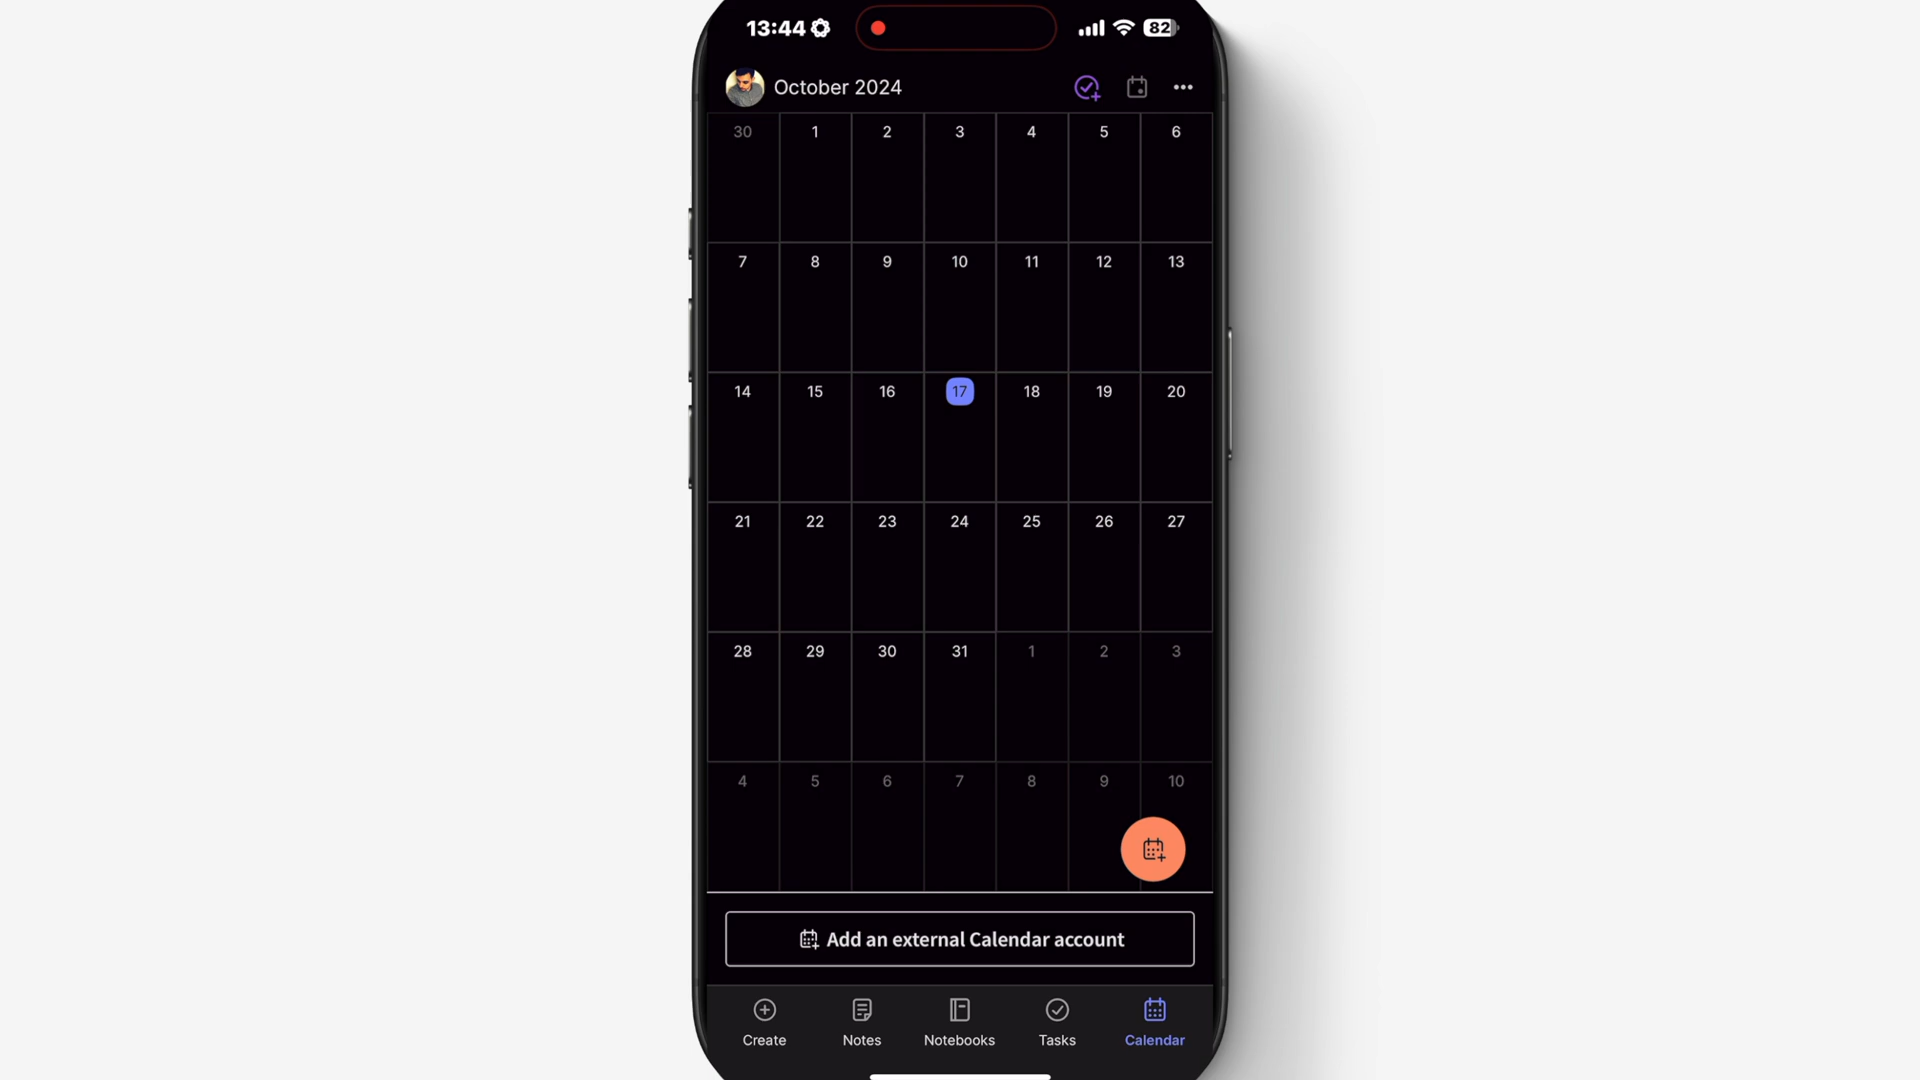 13:44 82
October 2024
30 1 2 3 4 5 6
7 8 9 10 11 12 13
14 15 16 17 18 19 20
21 22 23 24 25 26 27
28 29 30 31 1 2 3
4 5 6 7 8 9 10
Add an external Calendar account
Create Notes Notebooks Tasks Calendar